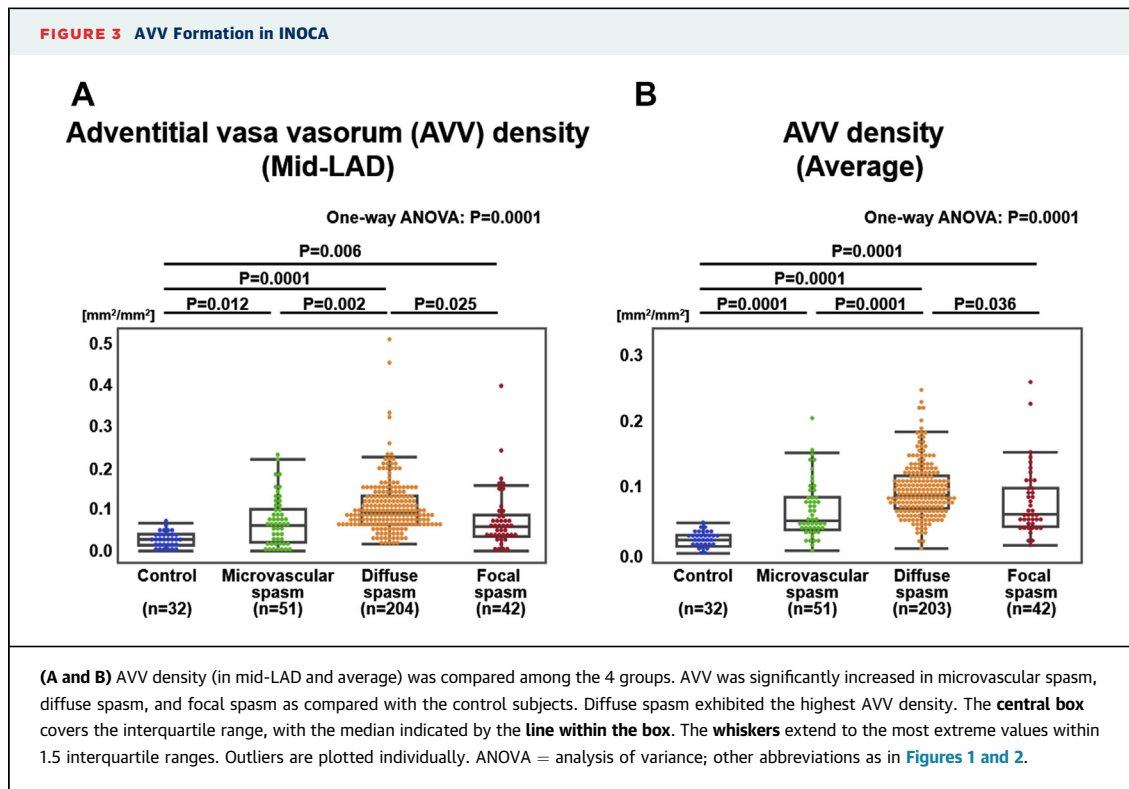 FIGURE 3 AVV Formation in INOCA
A
Adventitial vasa vasorum (AVV) density
(Mid-LAD)
One-way ANOVA: P=0.0001
P=0.006
P=0.0001
P=0.012 P=0.002 P=0.025
[mm²/mm²]
0.5
0.4
0.3
0.2
0.1
0.0
Control Microvascular Diffuse Focal
spasm spasm spasm
(n=32) (n=51) (n=204) (n=42)
B
AVV density
(Average)
One-way ANOVA: P=0.0001
P=0.0001
P=0.0001
P=0.0001 P=0.0001 P=0.036
[mm²/mm²]
0.3
0.2
0.1
0.0
Control Microvascular Diffuse Focal
spasm spasm spasm
(n=32) (n=51) (n=203) (n=42)
(A and B) AVV density (in mid-LAD and average) was compared among the 4 groups. AVV was significantly increased in microvascular spasm,
diffuse spasm, and focal spasm as compared with the control subjects. Diffuse spasm exhibited the highest AVV density. The central box
covers the interquartile range, with the median indicated by the line within the box. The whiskers extend to the most extreme values within
1.5 interquartile ranges. Outliers are plotted individually. ANOVA = analysis of variance; other abbreviations as in Figures 1 and 2.